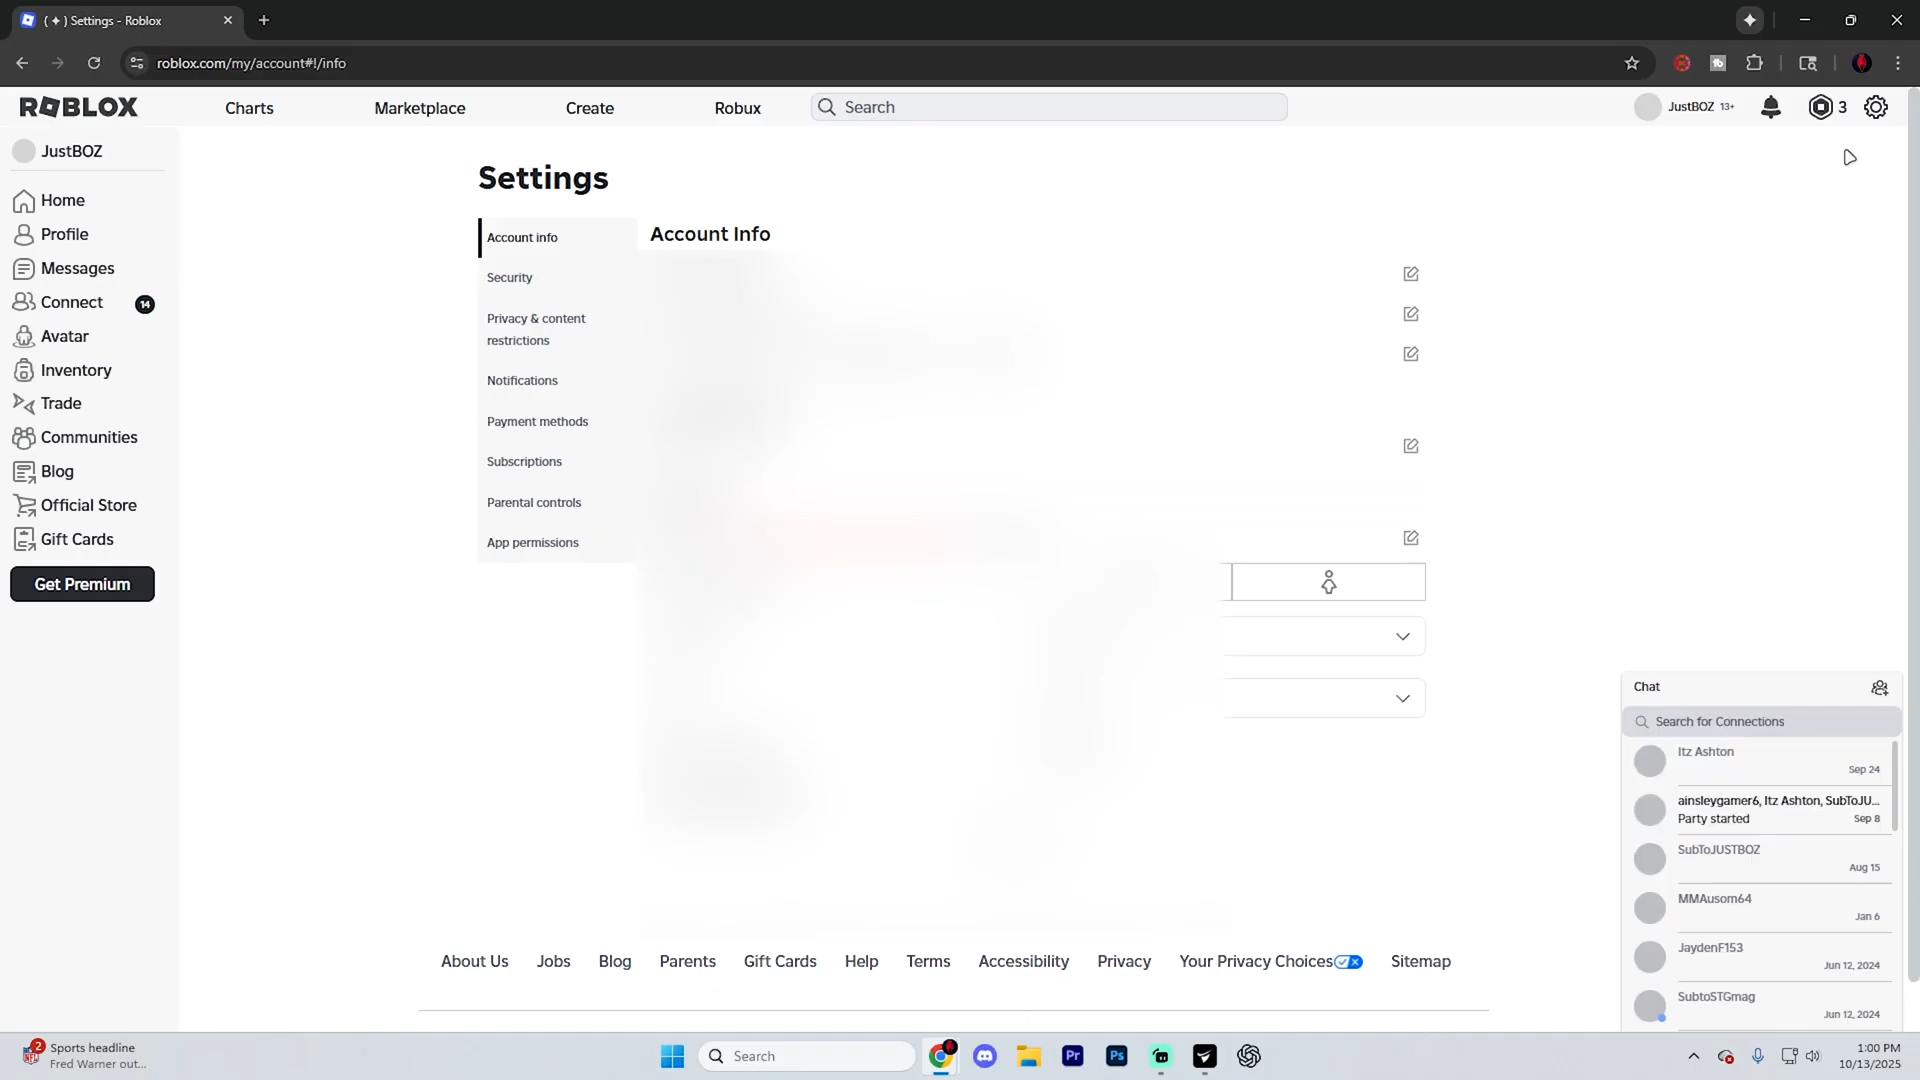 ( ✦ ) Settings - Roblox
roblox.com/my/account#!/info
ROBLOX
Charts
Marketplace
Create
Robux
Search
JustBOZ 13+
3
JustBOZ
Home
Profile
Messages
Connect
14
Avatar
Inventory
Trade
Communities
Blog
Official Store
Gift Cards
Get Premium
Settings
Account info
Security
Privacy & content
restrictions
Notifications
Payment methods
Subscriptions
Parental controls
App permissions
Account Info
Chat
Search for Connections
Itz Ashton
Sep 24
ainsleygamer6, Itz Ashton, SubToJU...
Party started
Sep 8
SubToJUSTBOZ
Aug 15
MMAusom64
Jan 6
JaydenF153
Jun 12, 2024
SubtoSTGmag
Jun 12, 2024
About Us Jobs Blog Parents Gift Cards Help Terms Accessibility Privacy Your Privacy Choices Sitemap
2
Sports headline
Fred Warner out...
Search
Pr
Ps
1:00 PM
10/13/2025